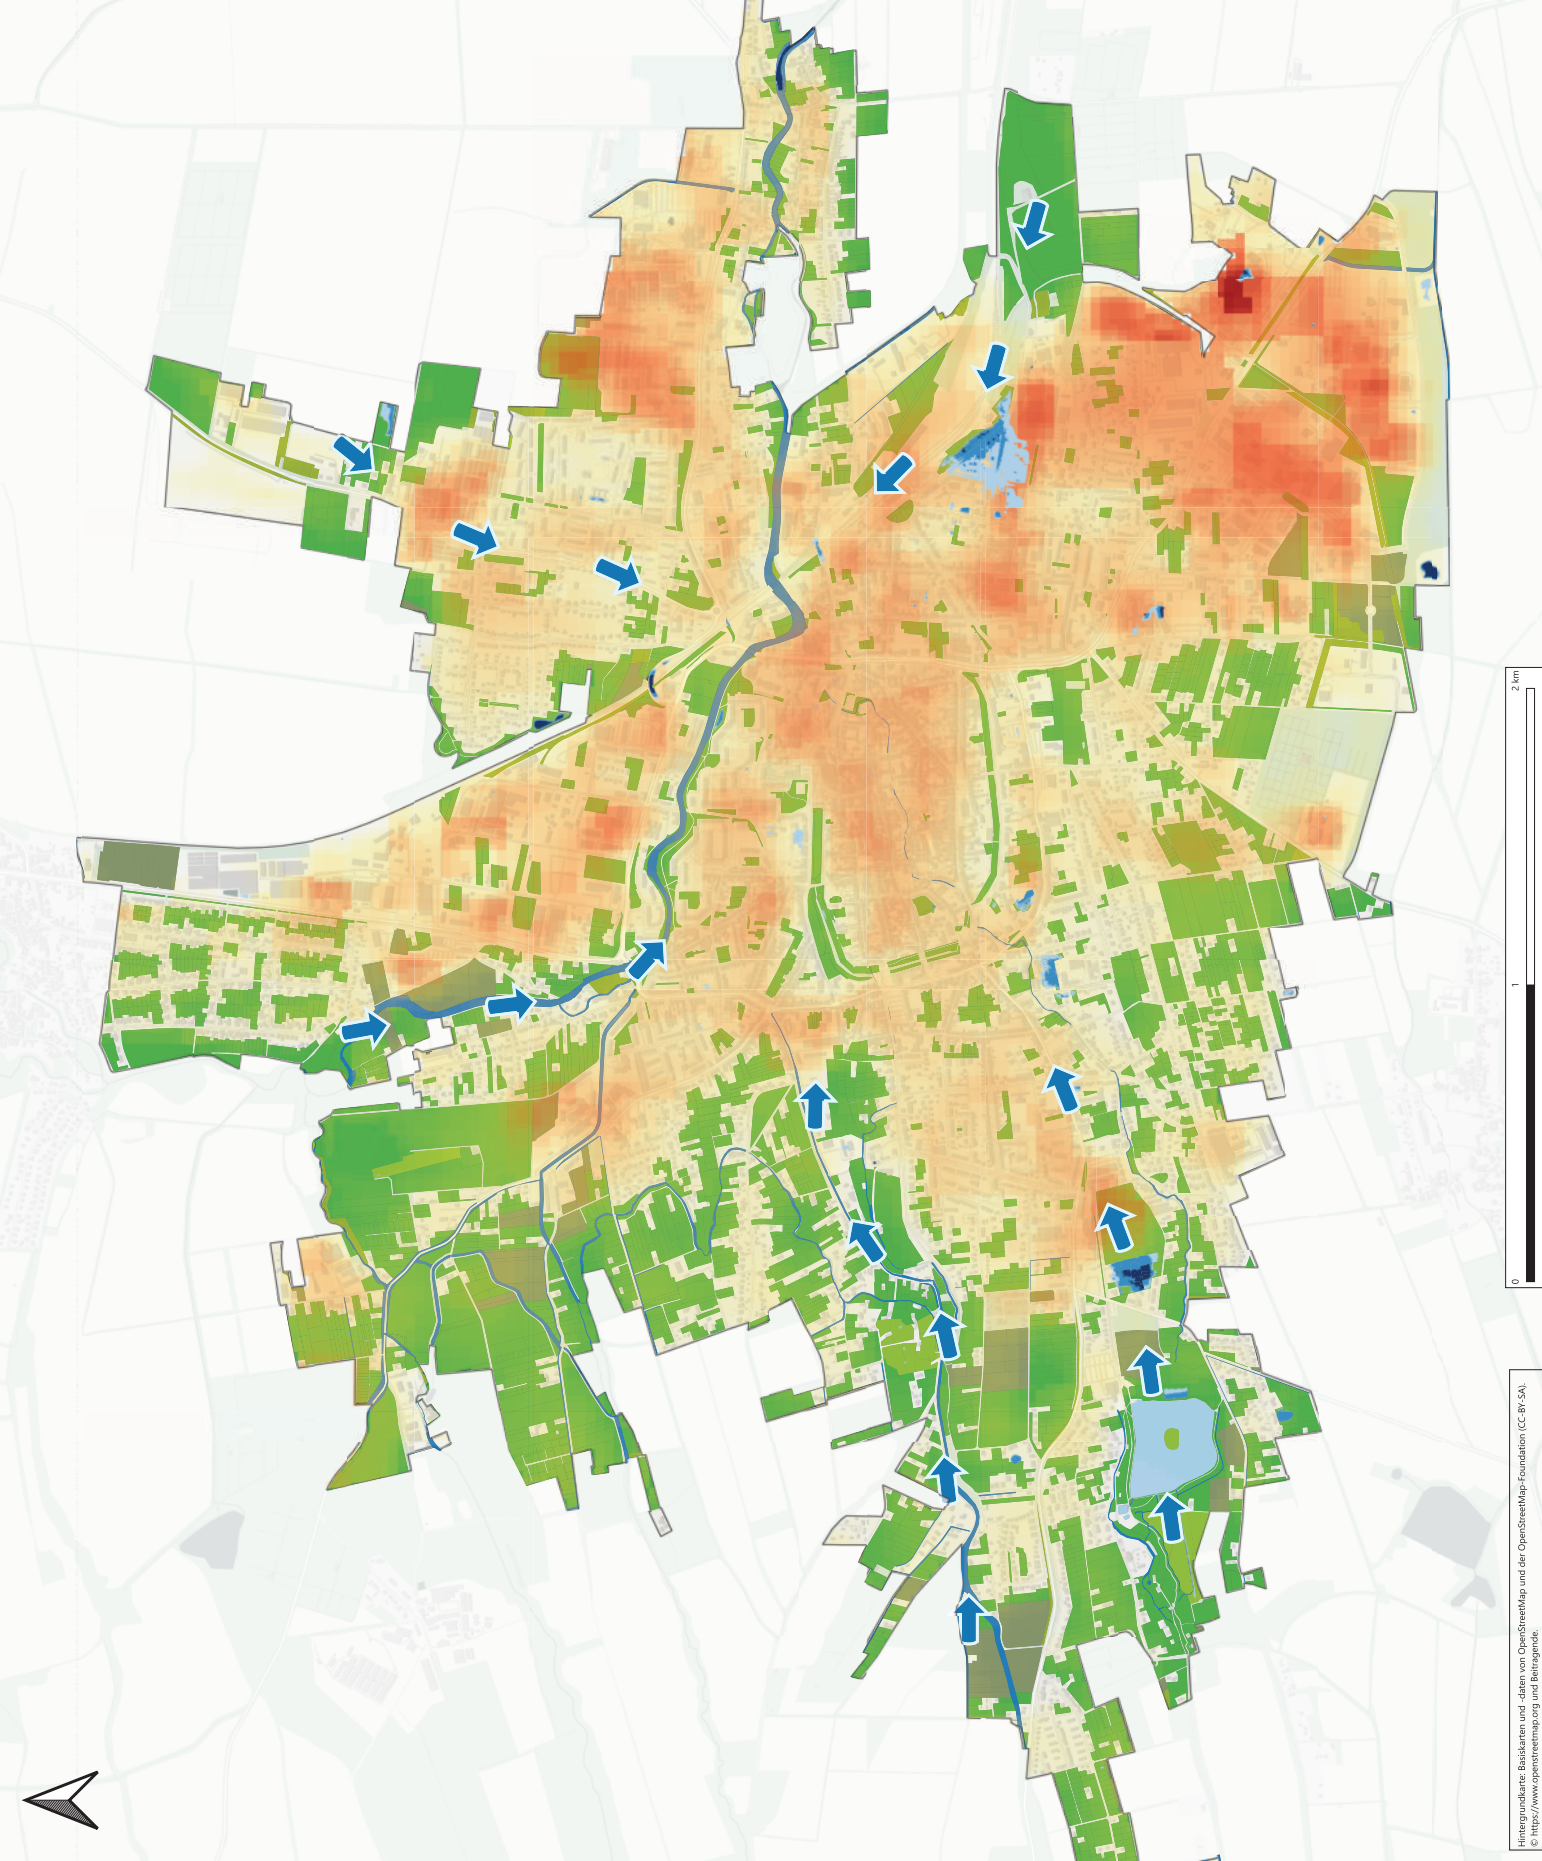 0
1
2 km
Hintergrundkarte: Basiskarten und -daten von OpenStreetMap und der OpenStreetMap-Foundation (CC-BY-SA).
© https://www.openstreetmap.org und Beitragende.